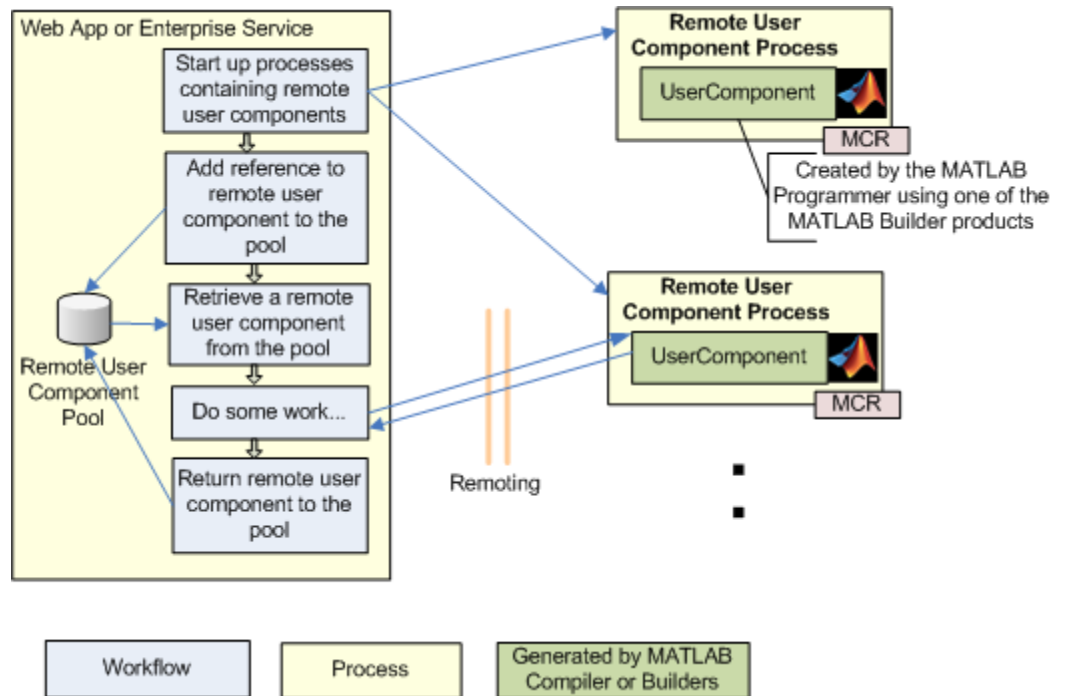 Web App or Enterprise Service
Start up processes
containing remote
user components
Add reference to
remote user
component to the
pool
Retrieve a remote
user component
from the pool
Remote User
Component
Pool
Do some work...
Return remote user
component to the
pool
Remoting
Remote User
Component Process
UserComponent
MCR
Created by the MATLAB
Programmer using one of the
MATLAB Builder products
Remote User
Component Process
UserComponent
MCR
Workflow
Process
Generated by MATLAB
Compiler or Builders